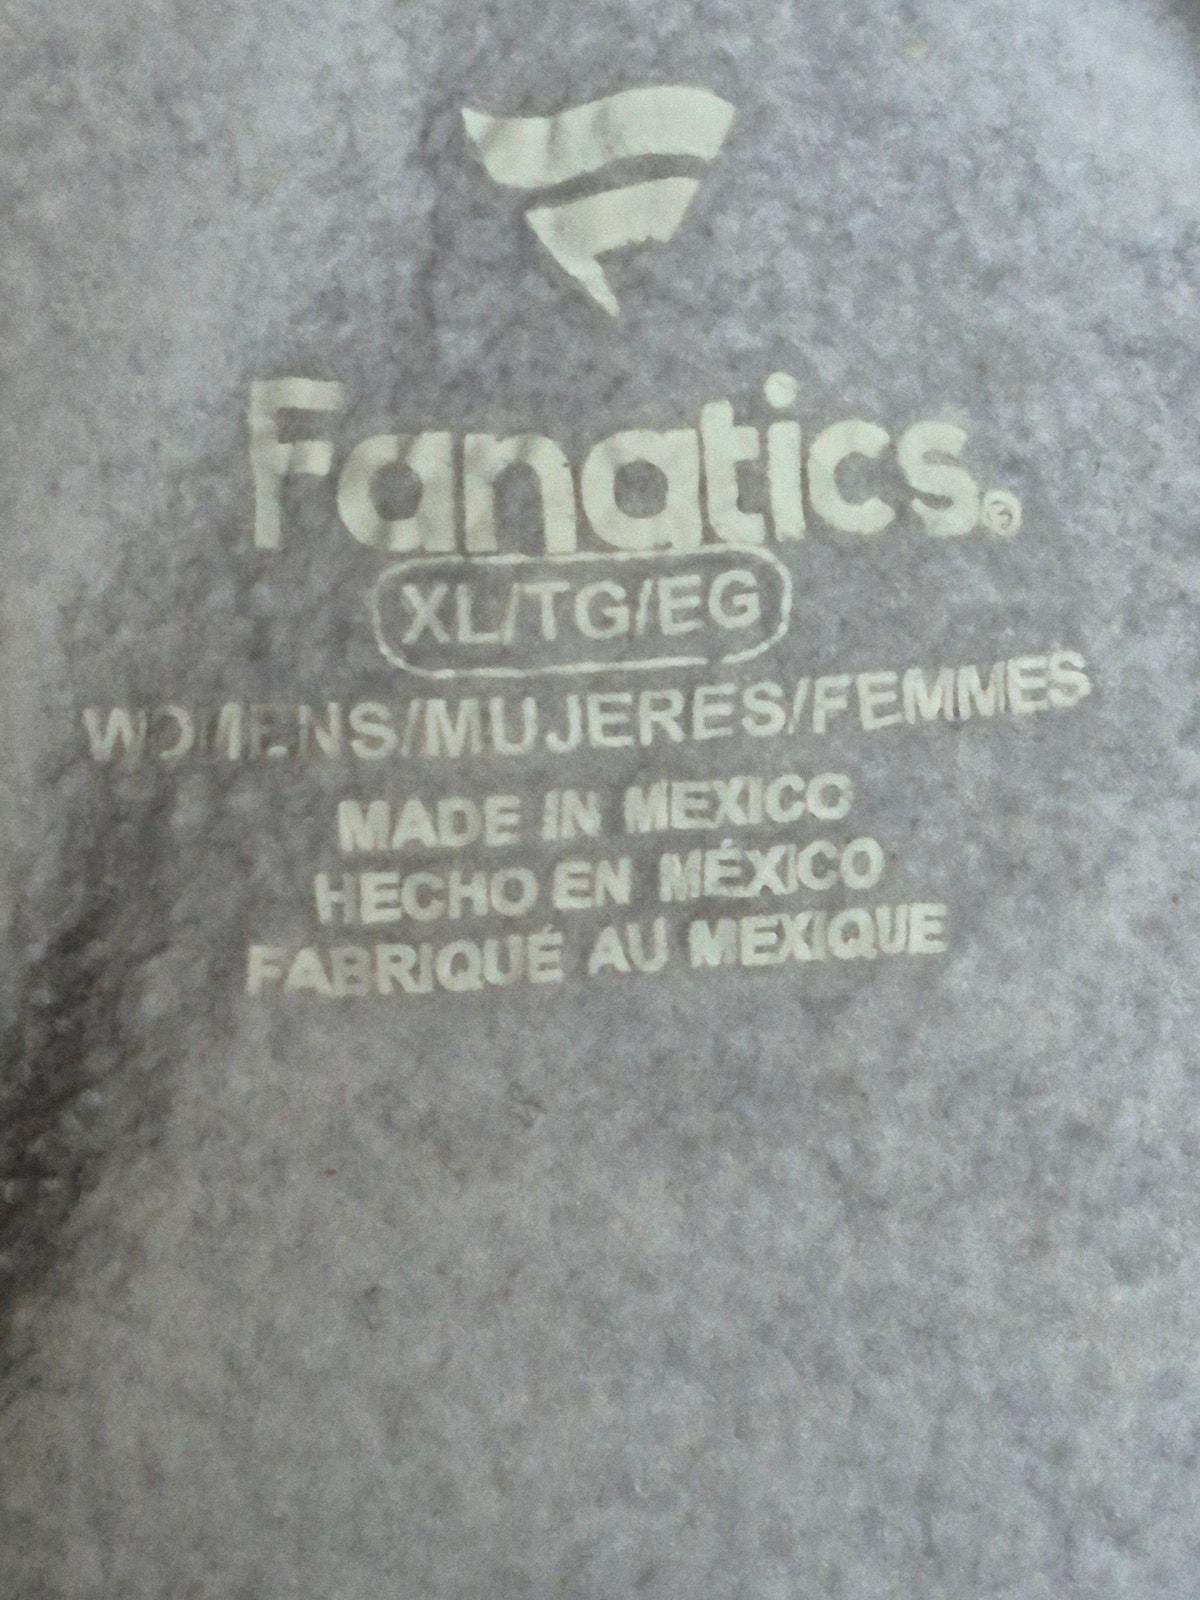 Fanatics®
XL/TG/EG
WOMENS/MUJERES/FEMMES
MADE IN MEXICO
HECHO EN MÉXICO
FABRIQUÉ AU MEXIQUE